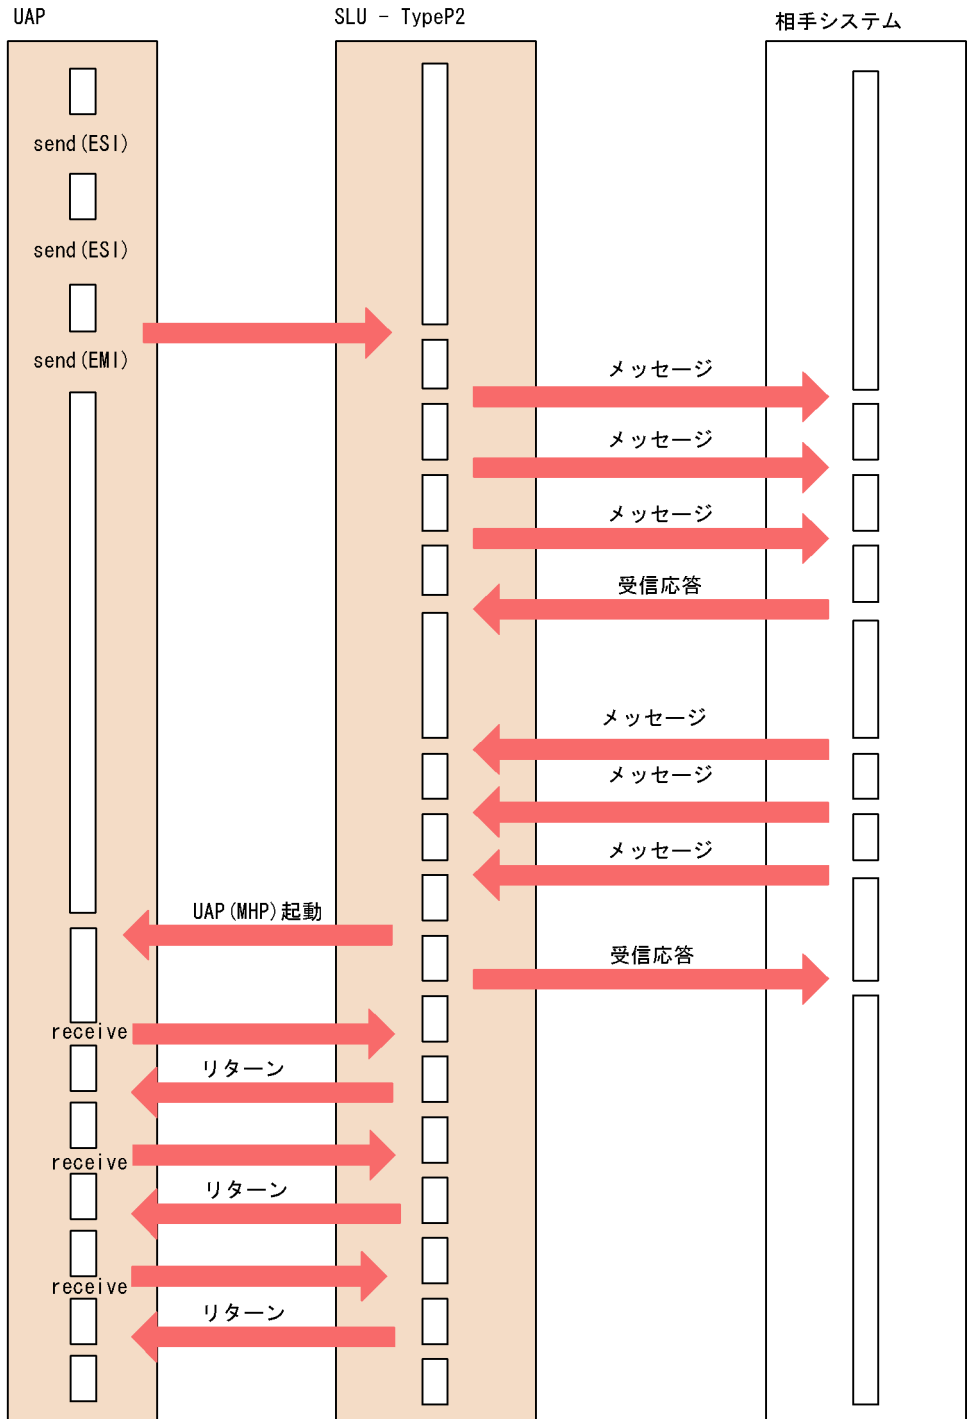 UAP
SLU - TypeP2
相手システム
send(ESI)
send(ESI)
send(EMI)
メッセージ
メッセージ
メッセージ
受信応答
メッセージ
メッセージ
メッセージ
UAP(MHP)起動
受信応答
receive
リターン
receive
リターン
receive
リターン